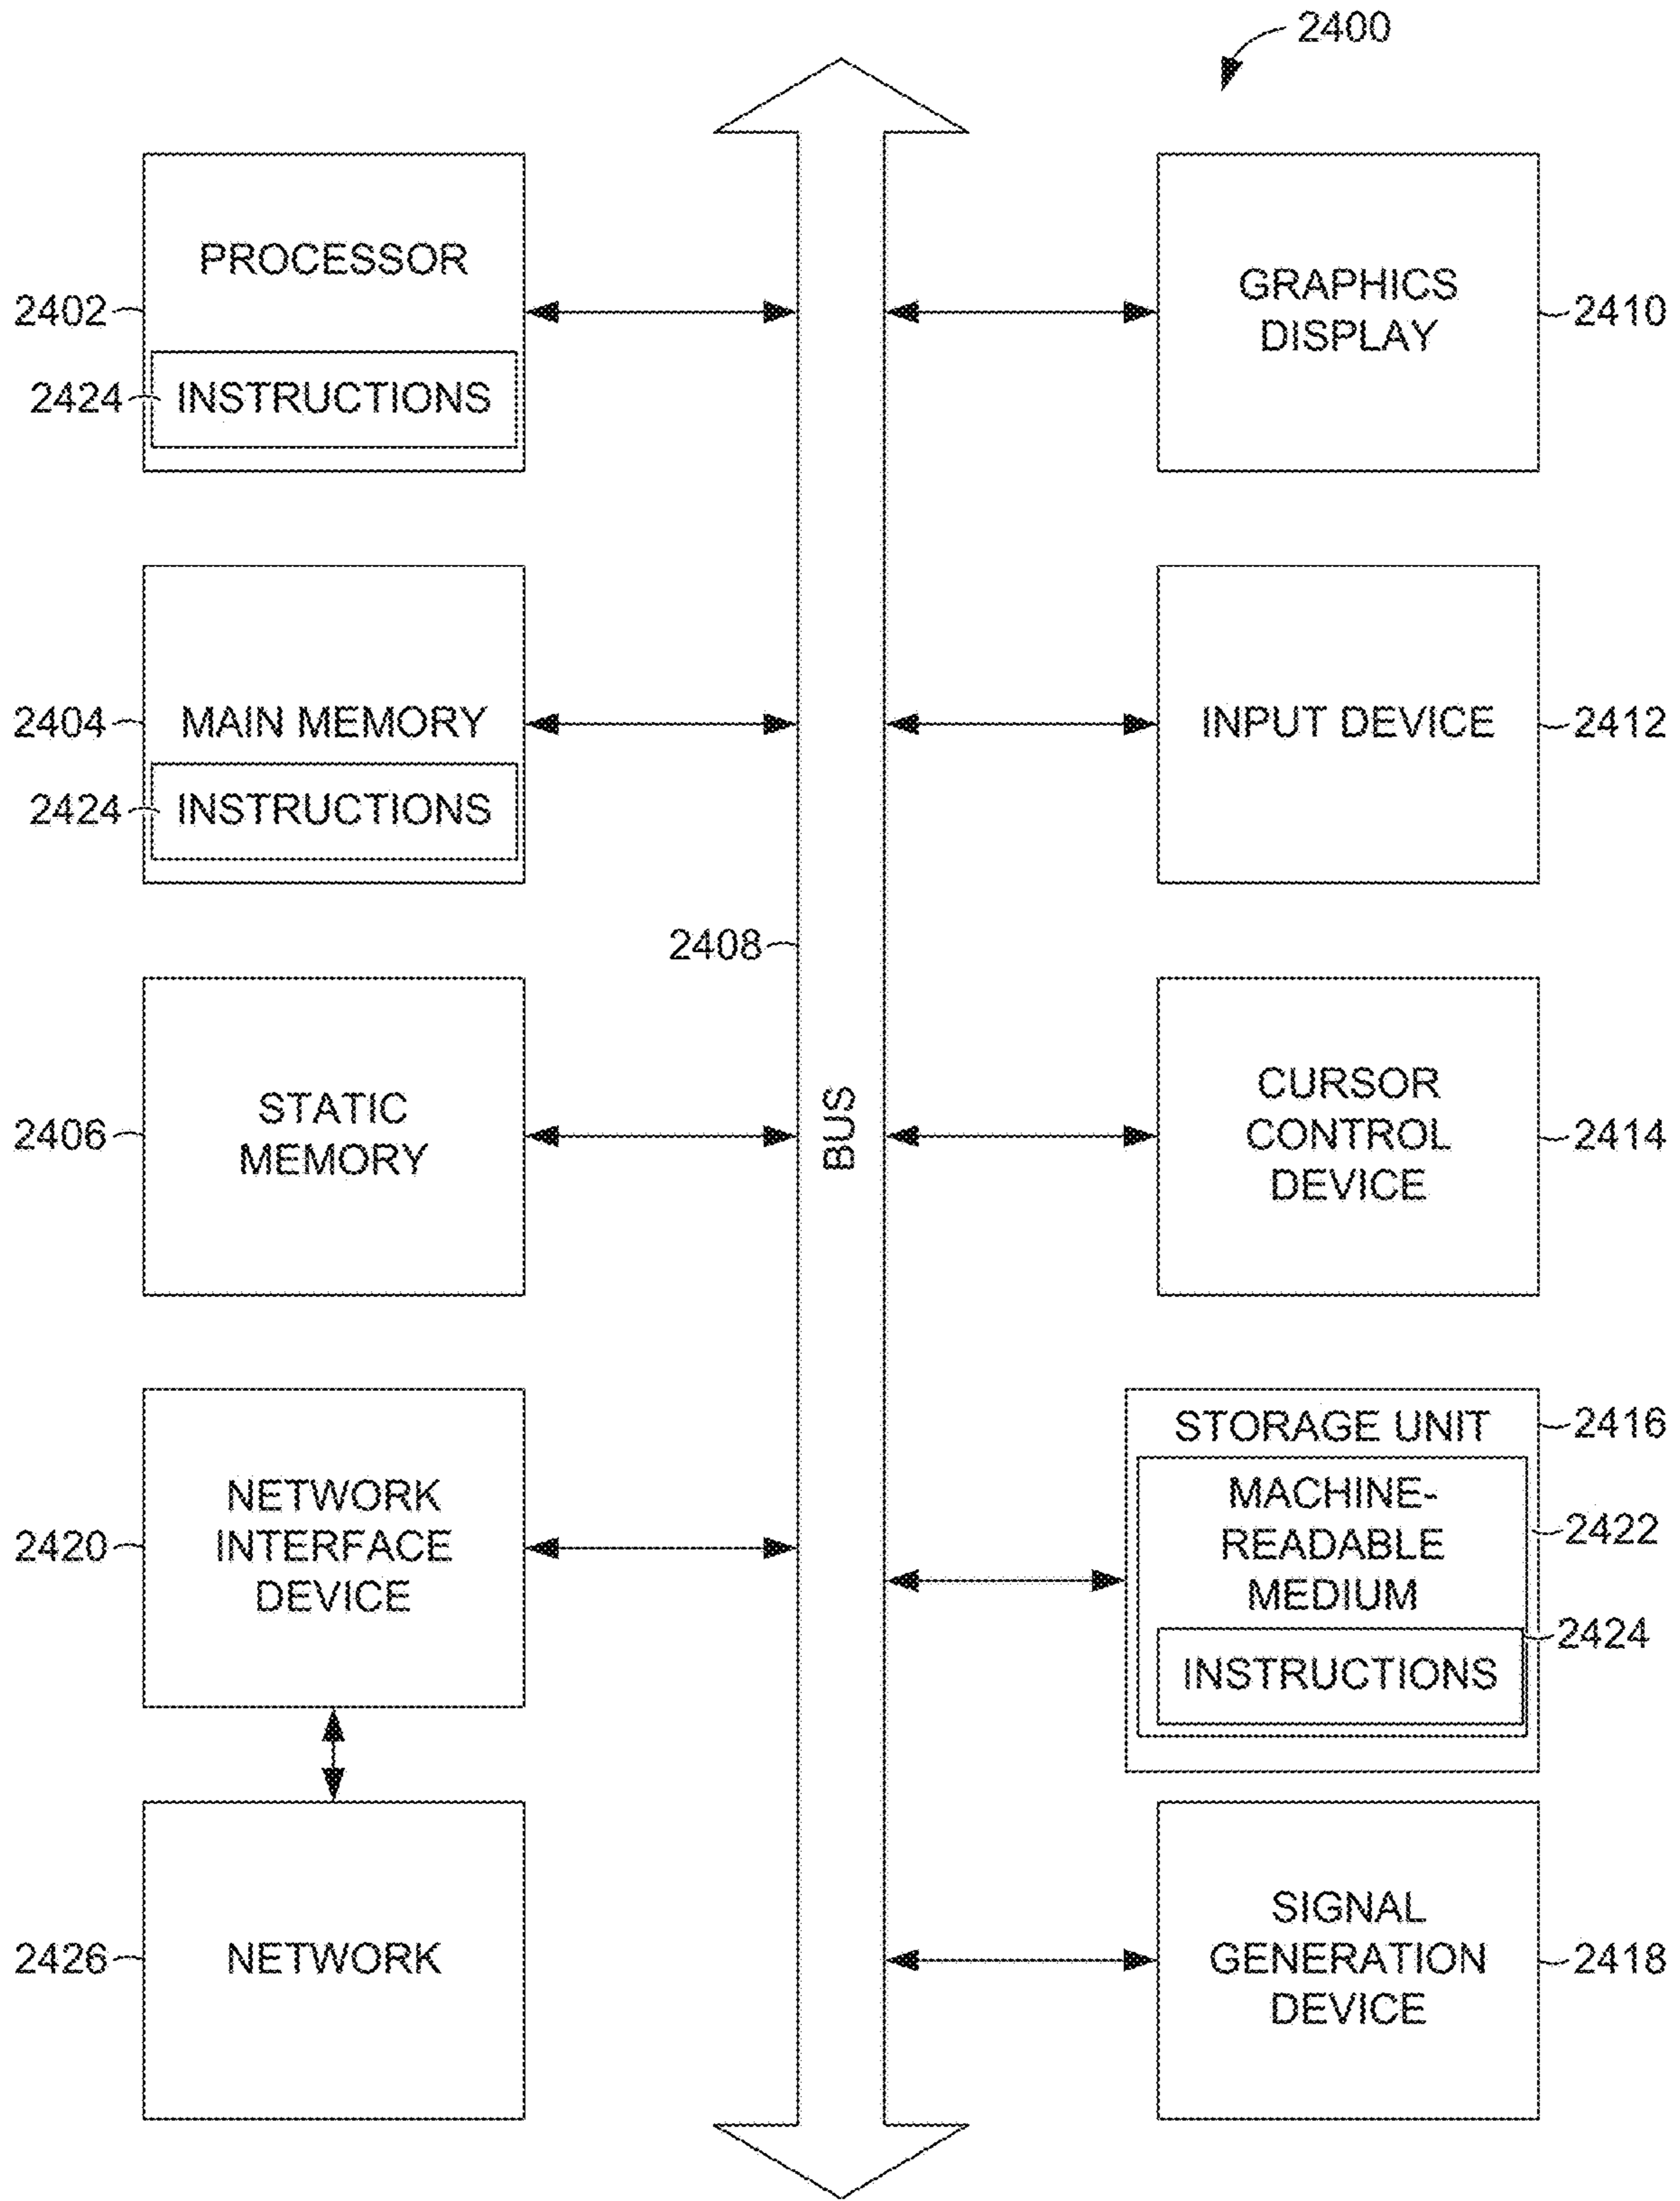 2400
PROCESSOR
2402
2424
INSTRUCTIONS
GRAPHICS
DISPLAY
2410
2404
MAIN MEMORY
2424
INSTRUCTIONS
INPUT DEVICE
2412
2408
BUS
2406
STATIC
MEMORY
CURSOR
CONTROL
DEVICE
2414
2420
NETWORK
INTERFACE
DEVICE
STORAGE UNIT
2416
MACHINE-
READABLE
MEDIUM
2422
2424
INSTRUCTIONS
2426
NETWORK
SIGNAL
GENERATION
DEVICE
2418